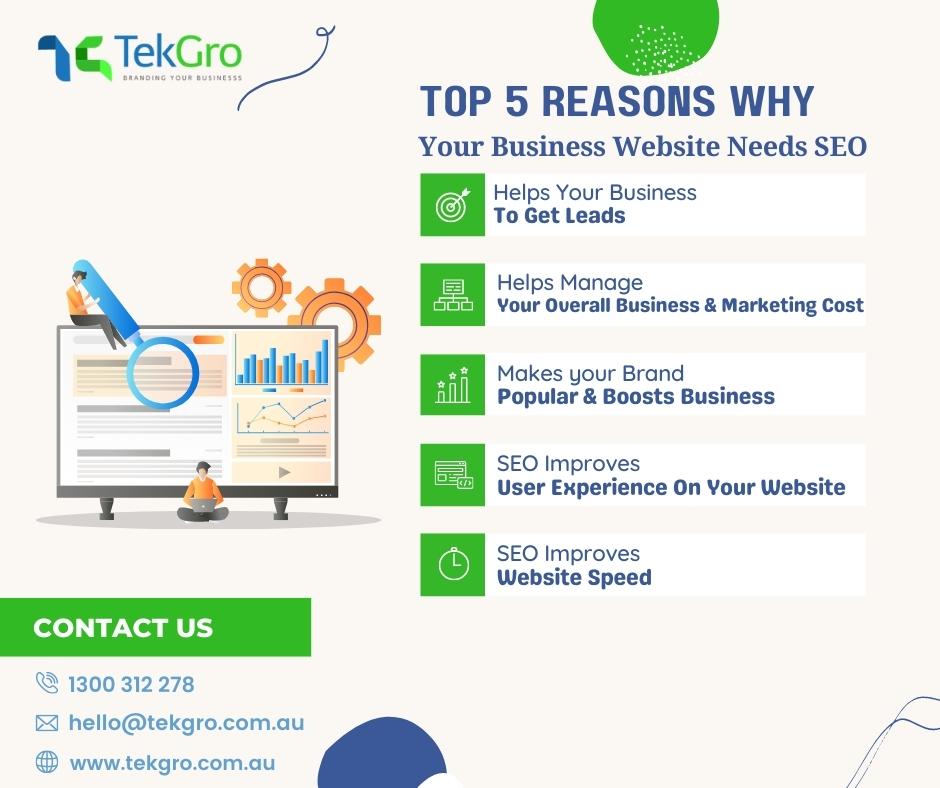 TekGro
BRANDING YOUR BUSINESSS
TOP 5 REASONS WHY
Your Business Website Needs SEO
Helps Your Business
To Get Leads
Helps Manage
Your Overall Business & Marketing Cost
Makes your Brand
Popular & Boosts Business
SEO Improves
User Experience On Your Website
SEO Improves
Website Speed
CONTACT US
1300 312 278
hello@tekgro.com.au
www.tekgro.com.au